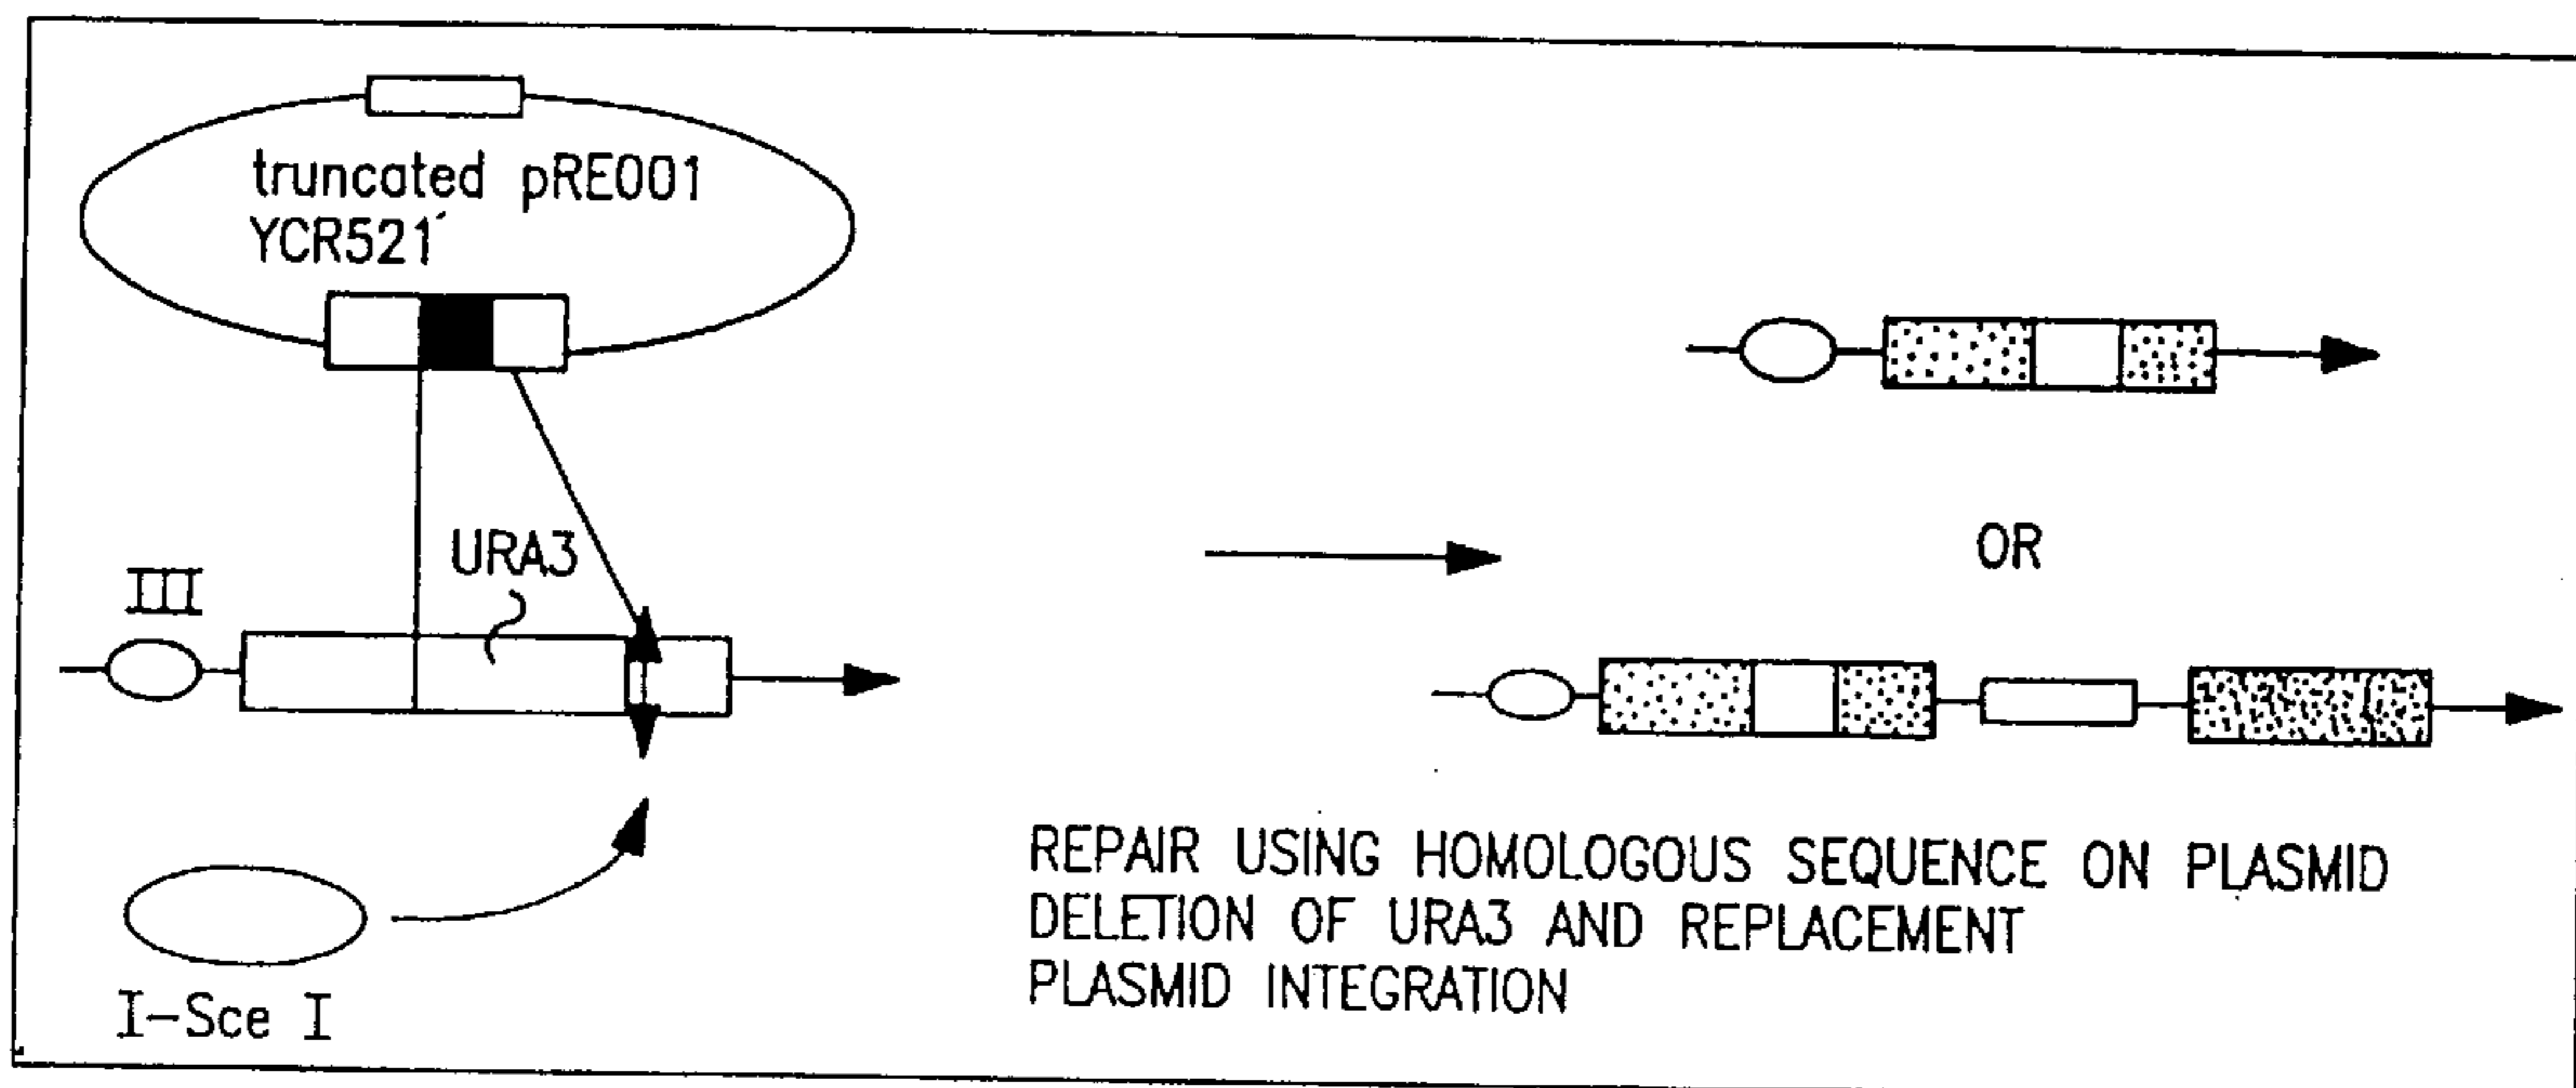 truncated pRE001
YCR521'
URA3
III
I-Sce I
OR
REPAIR USING HOMOLOGOUS SEQUENCE ON PLASMID
DELETION OF URA3 AND REPLACEMENT
PLASMID INTEGRATION